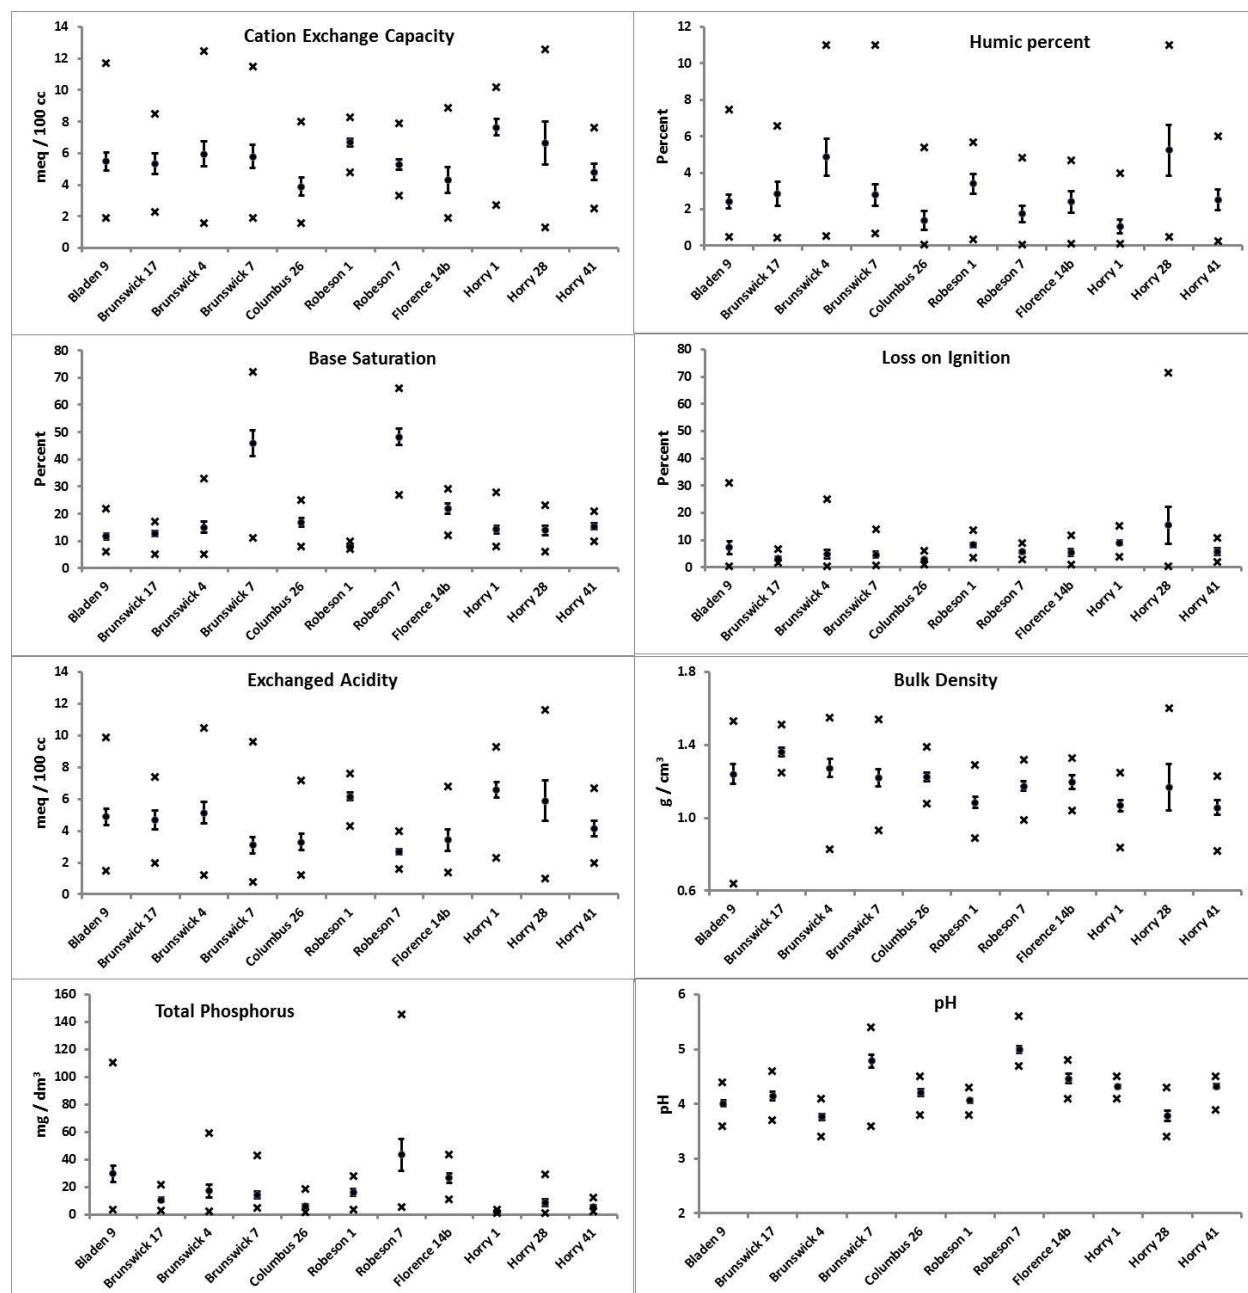 Cation Exchange Capacity
meq / 100 cc
14
12
10
8
6
4
2
0
Bladen 9
Brunswick 17
Brunswick 4
Brunswick 7
Columbus 26
Robeson 1
Robeson 7
Florence 14b
Horry 1
Horry 28
Horry 41
Humic percent
Percent
12
10
8
6
4
2
0
Bladen 9
Brunswick 17
Brunswick 4
Brunswick 7
Columbus 26
Robeson 1
Robeson 7
Florence 14b
Horry 1
Horry 28
Horry 41
Base Saturation
Percent
80
70
60
50
40
30
20
10
0
Bladen 9
Brunswick 17
Brunswick 4
Brunswick 7
Columbus 26
Robeson 1
Robeson 7
Florence 14b
Horry 1
Horry 28
Horry 41
Loss on Ignition
Percent
80
70
60
50
40
30
20
10
0
Bladen 9
Brunswick 17
Brunswick 4
Brunswick 7
Columbus 26
Robeson 1
Robeson 7
Florence 14b
Horry 1
Horry 28
Horry 41
Exchanged Acidity
meq / 100 cc
14
12
10
8
6
4
2
0
Bladen 9
Brunswick 17
Brunswick 4
Brunswick 7
Columbus 26
Robeson 1
Robeson 7
Florence 14b
Horry 1
Horry 28
Horry 41
Bulk Density
g / cm³
1.8
1.4
1.0
0.6
Bladen 9
Brunswick 17
Brunswick 4
Brunswick 7
Columbus 26
Robeson 1
Robeson 7
Florence 14b
Horry 1
Horry 28
Horry 41
Total Phosphorus
mg / dm³
160
140
120
100
80
60
40
20
0
Bladen 9
Brunswick 17
Brunswick 4
Brunswick 7
Columbus 26
Robeson 1
Robeson 7
Florence 14b
Horry 1
Horry 28
Horry 41
pH
pH
6
5
4
3
2
Bladen 9
Brunswick 17
Brunswick 4
Brunswick 7
Columbus 26
Robeson 1
Robeson 7
Florence 14b
Horry 1
Horry 28
Horry 41